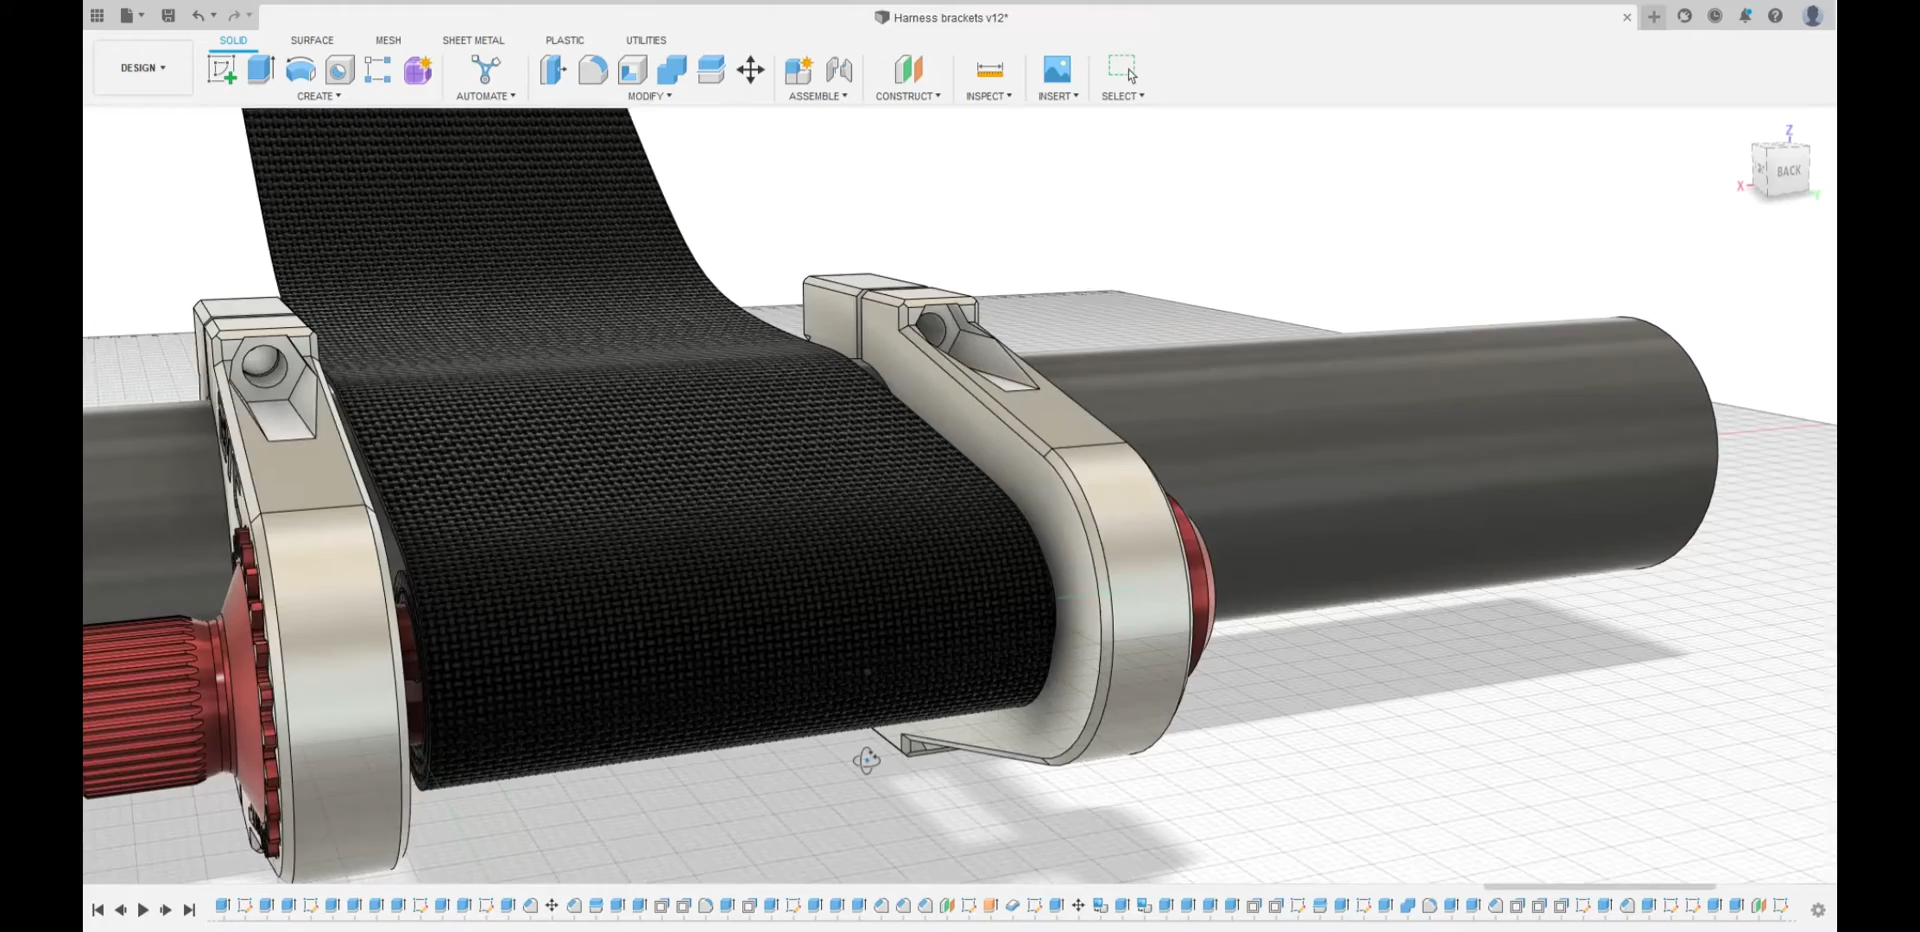 Harness brackets v12*
SOLID SURFACE MESH SHEET METAL PLASTIC UTILITIES
DESIGN
CREATE AUTOMATE MODIFY ASSEMBLE CONSTRUCT INSPECT INSERT SELECT
Z
BACK
X
Y